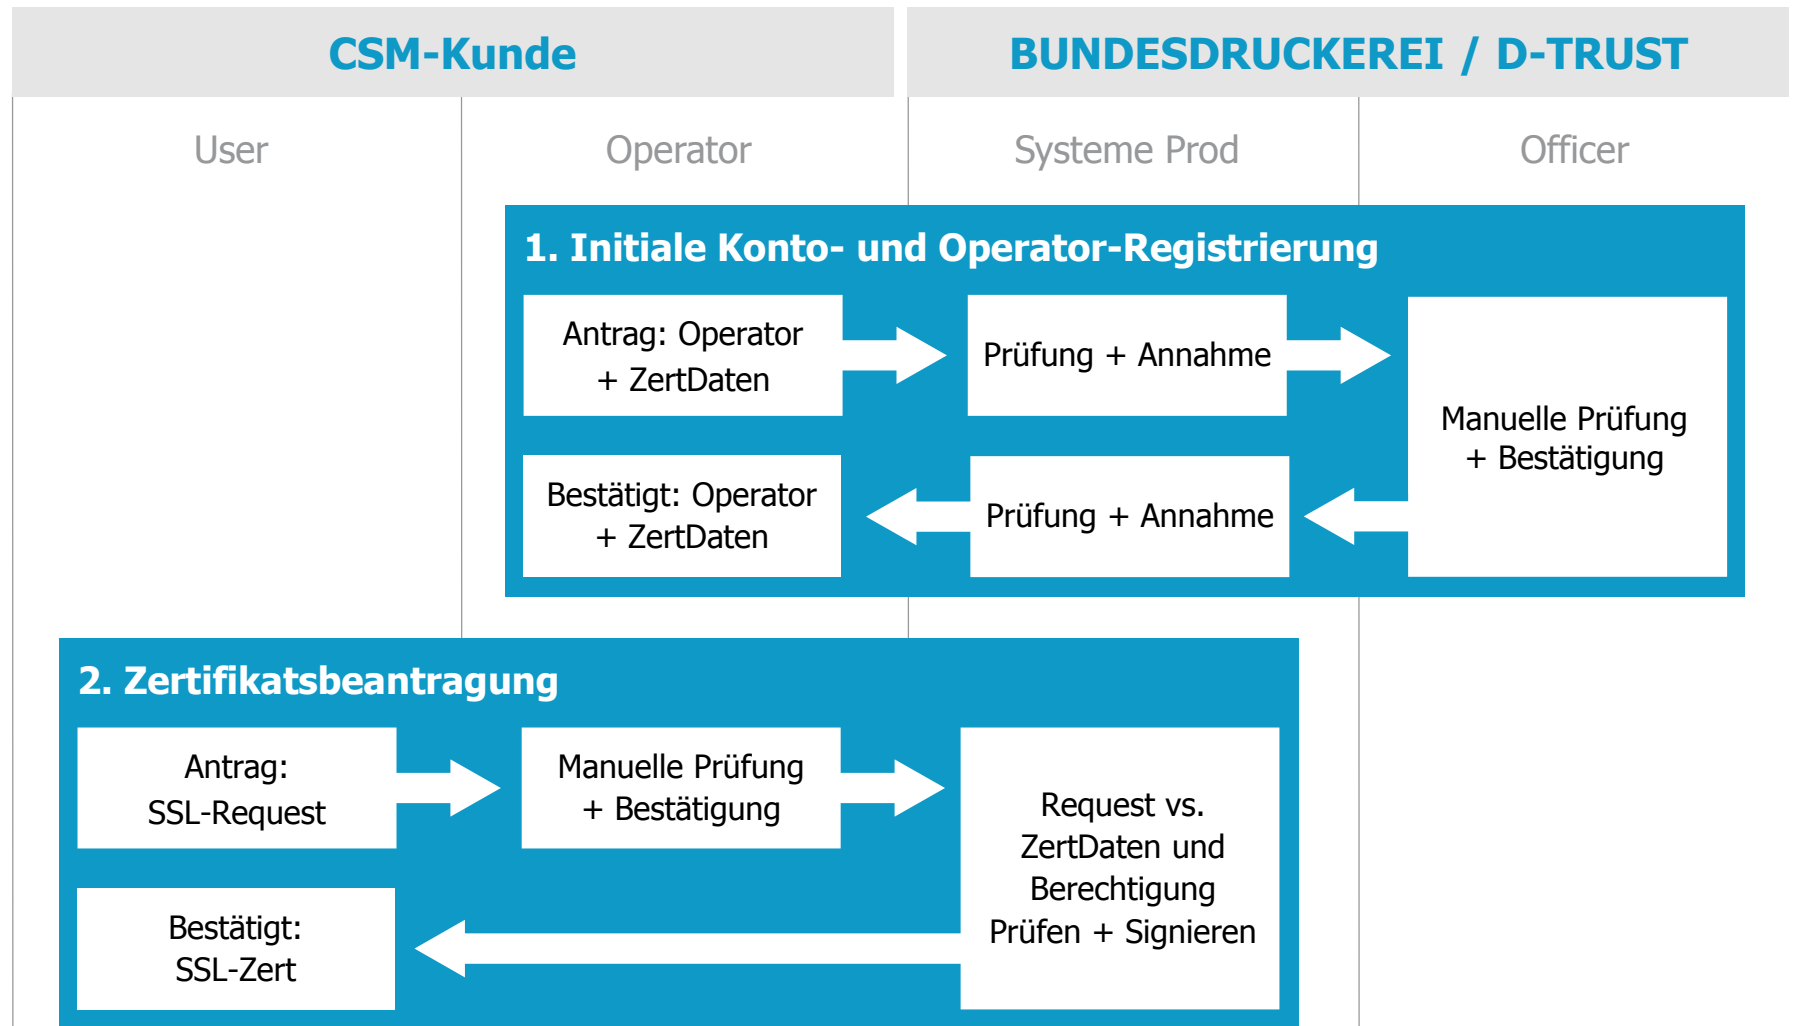 CSM-Kunde
BUNDESDRUCKEREI / D-TRUST
User
Operator
Systeme Prod
Officer
1. Initiale Konto- und Operator-Registrierung
Antrag: Operator
+ ZertDaten
Prüfung + Annahme
Manuelle Prüfung
+ Bestätigung
Bestätigt: Operator
+ ZertDaten
Prüfung + Annahme
2. Zertifikatsbeantragung
Antrag:
SSL-Request
Manuelle Prüfung
+ Bestätigung
Request vs.
ZertDaten und
Berechtigung
Prüfen + Signieren
Bestätigt:
SSL-Zert